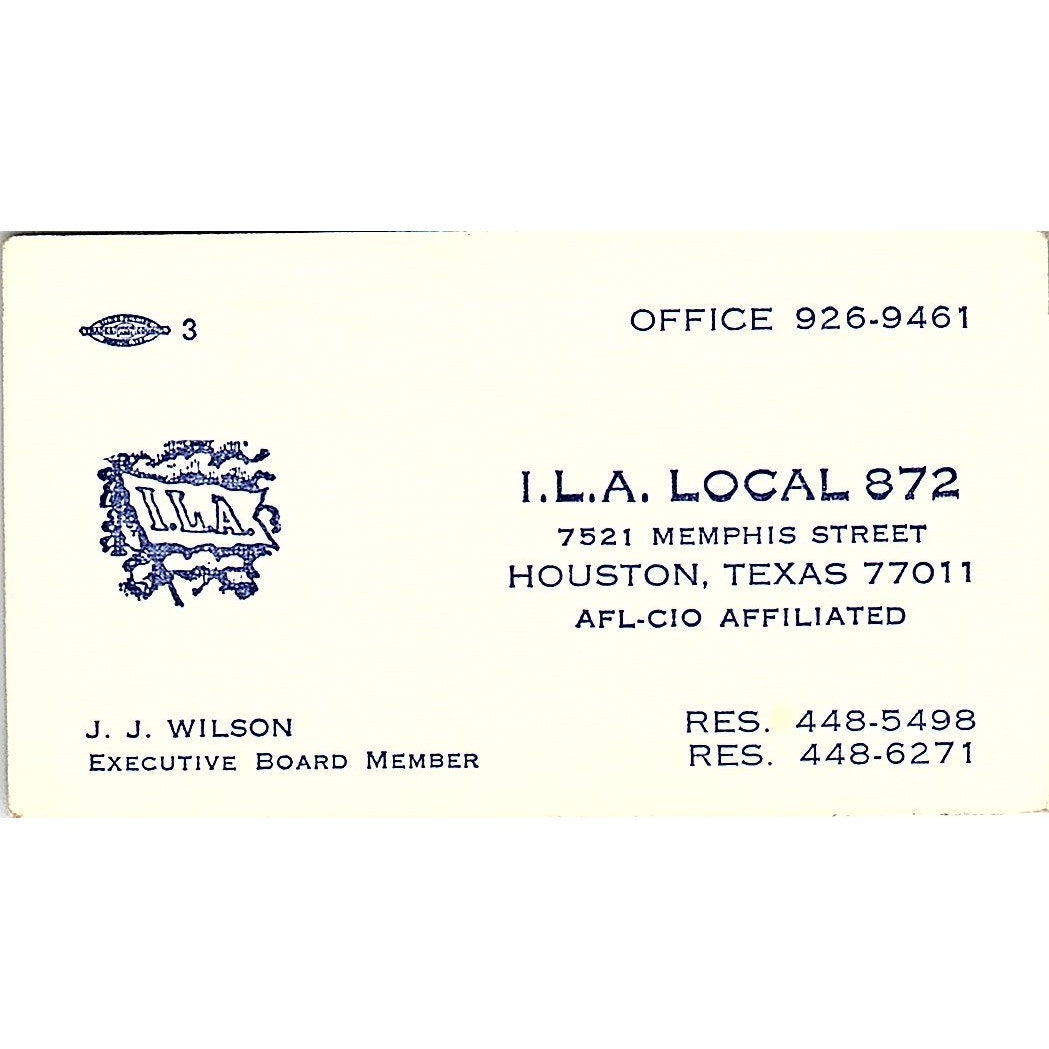 3
OFFICE 926-9461
I.L.A.
I.L.A. LOCAL 872
7521 MEMPHIS STREET
HOUSTON, TEXAS 77011
AFL-CIO AFFILIATED
J. J. WILSON
EXECUTIVE BOARD MEMBER
RES. 448-5498
RES. 448-6271